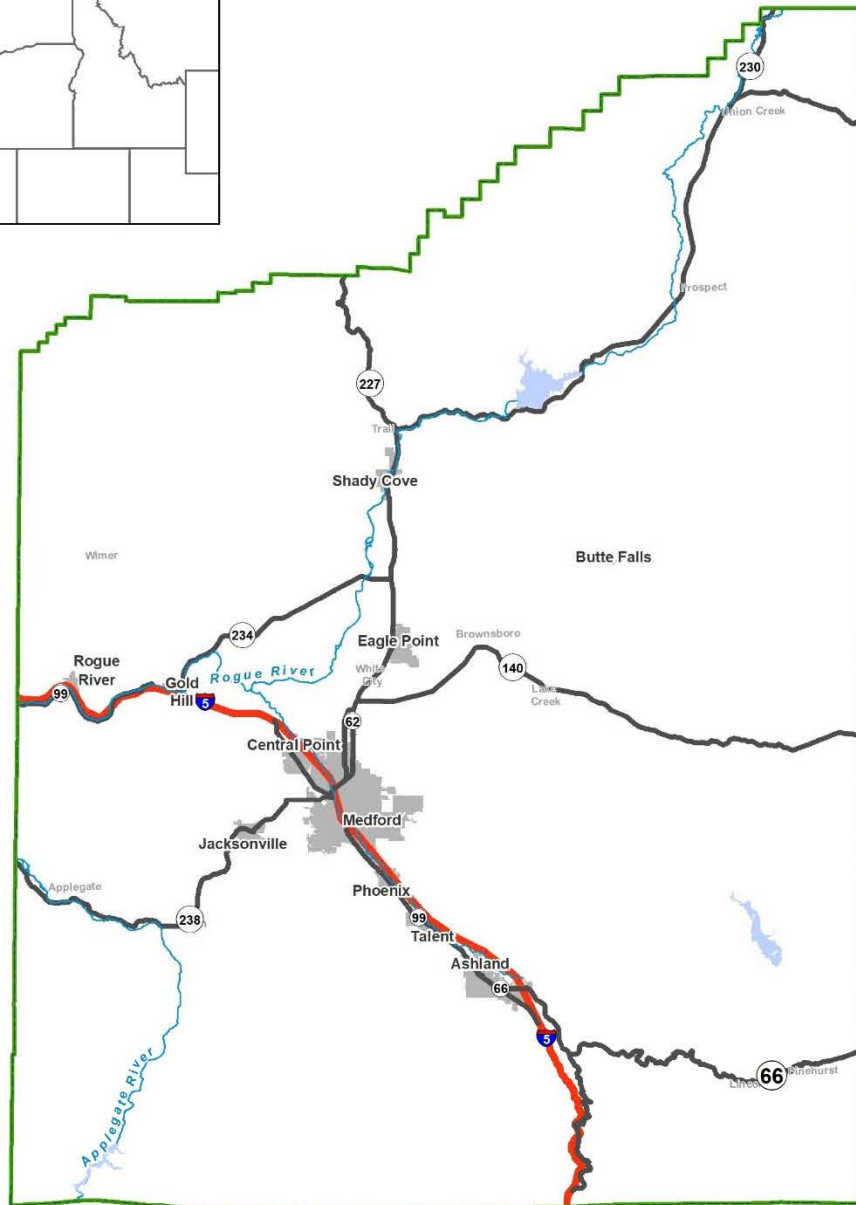 230
Union Creek
Prospect
227
Trail
Shady Cove
Wimer
Butte Falls
234
Eagle Point
Brownsboro
Rogue
River
Rogue River
White
City
140
99
Gold
Hill
5
Lake
Creek
62
Central Point
Medford
Jacksonville
Phoenix
Applegate
238
99
Talent
Ashland
66
5
Applegate River
66
Pinehurst